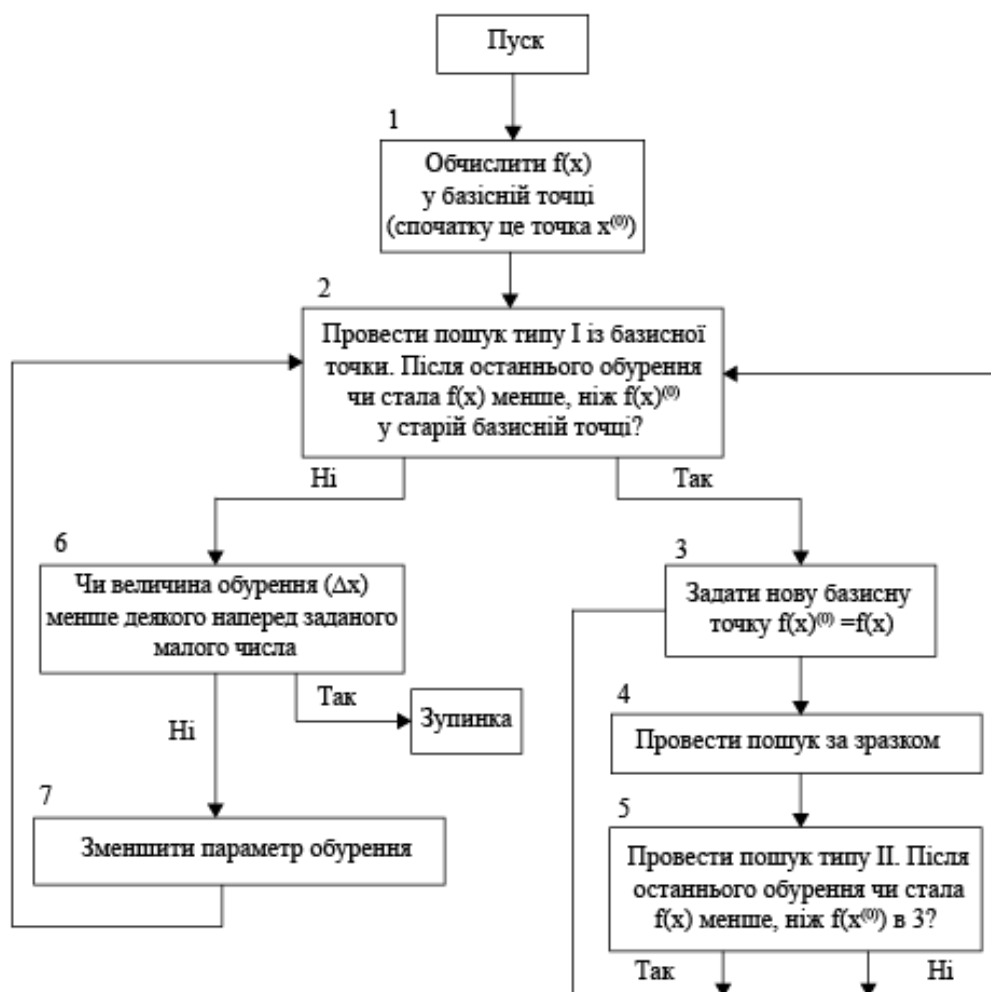 Пуск
1
Обчислити f(x)
у базісній точці
(спочатку це точка x⁽⁰⁾)
2
Провести пошук типу I із базисної
точки. Після останнього обурення
чи стала f(x) менше, ніж f(x)⁽⁰⁾
у старій базисній точці?
Ні
Так
6
Чи величина обурення (Δx)
менше деякого наперед заданого
малого числа
3
Задати нову базисну
точку f(x)⁽⁰⁾ =f(x)
Так
Зупинка
Ні
4
Провести пошук за зразком
7
Зменшити параметр обурення
5
Провести пошук типу II. Після
останнього обурення чи стала
f(x) менше, ніж f(x⁽⁰⁾) в 3?
Так
Ні